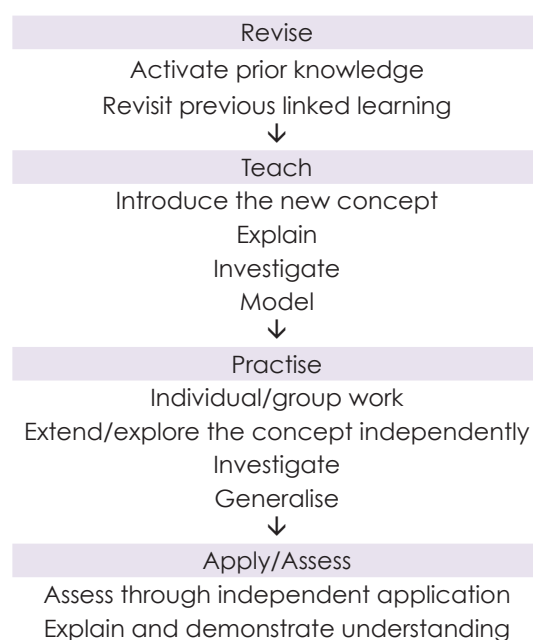 Revise
Activate prior knowledge
Revisit previous linked learning
↓
Teach
Introduce the new concept
Explain
Investigate
Model
↓
Practise
Individual/group work
Extend/explore the concept independently
Investigate
Generalise
↓
Apply/Assess
Assess through independent application
Explain and demonstrate understanding